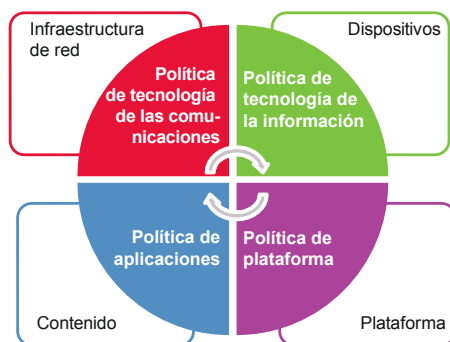 Infraestructura
de red
Dispositivos
Política
de tecnología
de las comu-
nicaciones
Política de
tecnología de
la información
Política de
aplicaciones
Política de
plataforma
Contenido
Plataforma